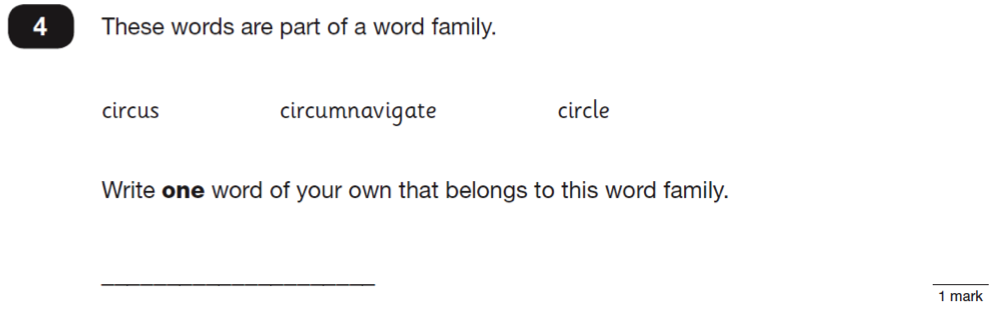 4 These words are part of a word family.
circus circumnavigate circle
Write one word of your own that belongs to this word family.
1 mark